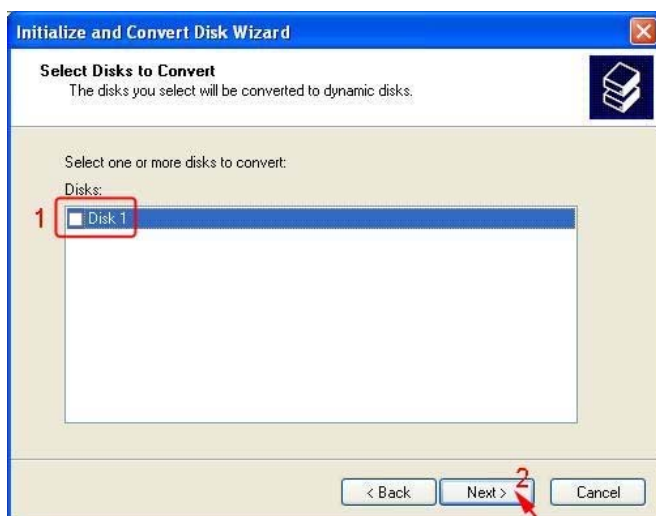 Initialize and Convert Disk Wizard
Select Disks to Convert
The disks you select will be converted to dynamic disks.
Select one or more disks to convert:
Disks:
1 Disk 1
2
< Back Next > Cancel